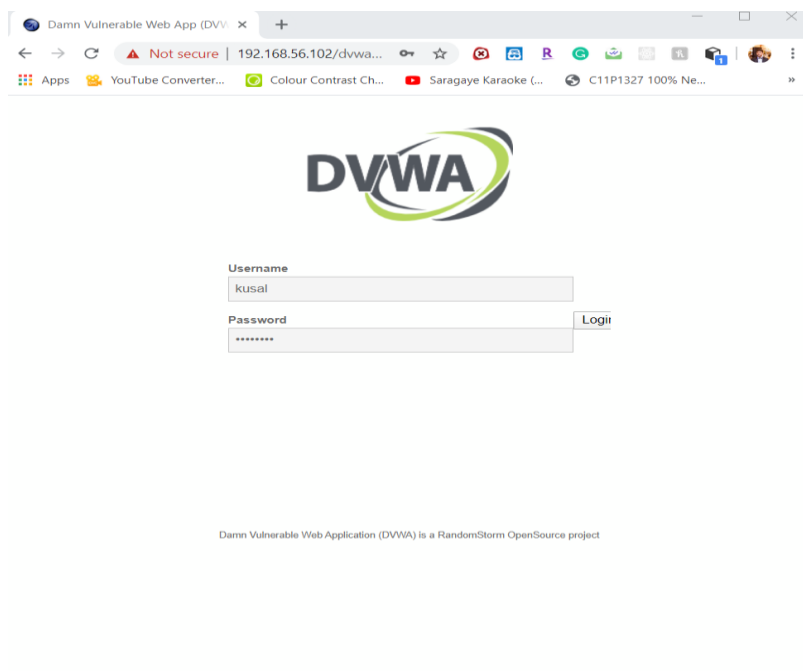 Damn Vulnerable Web App (DVW
Not secure | 192.168.56.102/dvwa...
Apps YouTube Converter... Colour Contrast Ch... Saragaye Karaoke (... C11P1327 100% Ne... »
DVWA
Username
kusal
Password
Login
••••••••
Damn Vulnerable Web Application (DVWA) is a RandomStorm OpenSource project